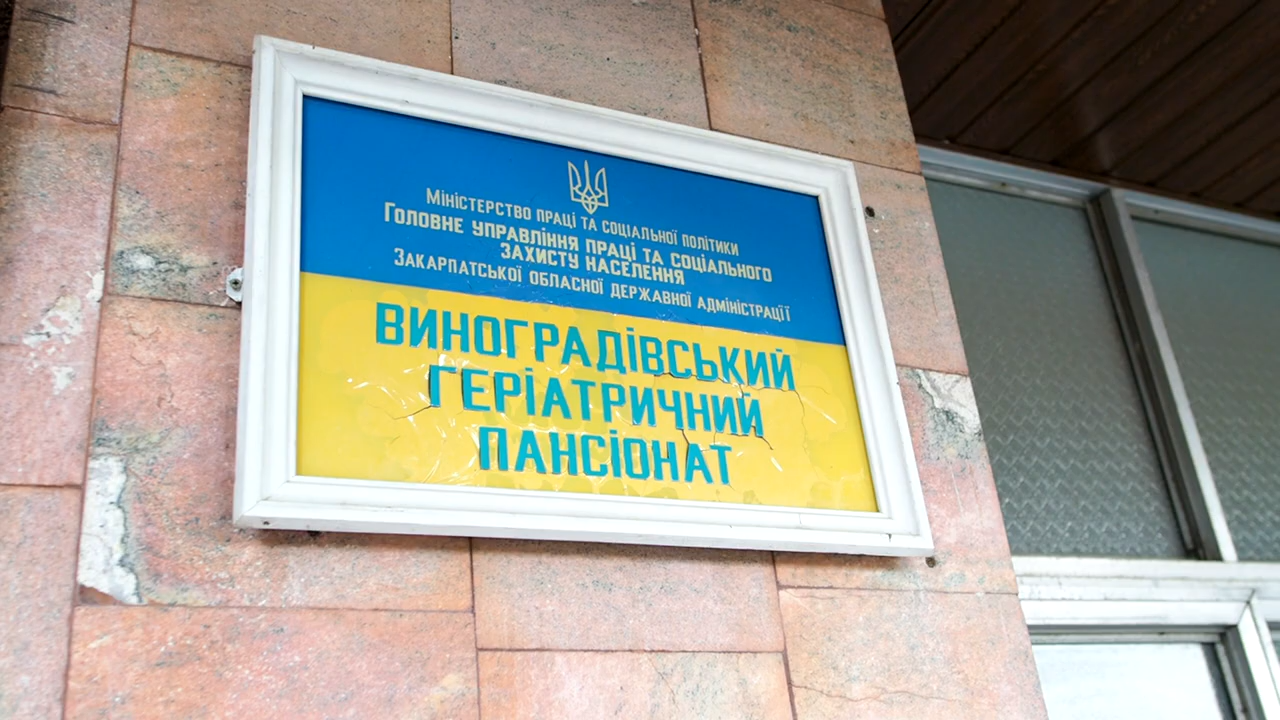 Міністерство праці та соціальної політики
Головне управління праці та соціального
захисту населення
Закарпатської обласної державної адміністрації
ВИНОГРАДІВСЬКИЙ
ГЕРІАТРИЧНИЙ
ПАНСІОНАТ